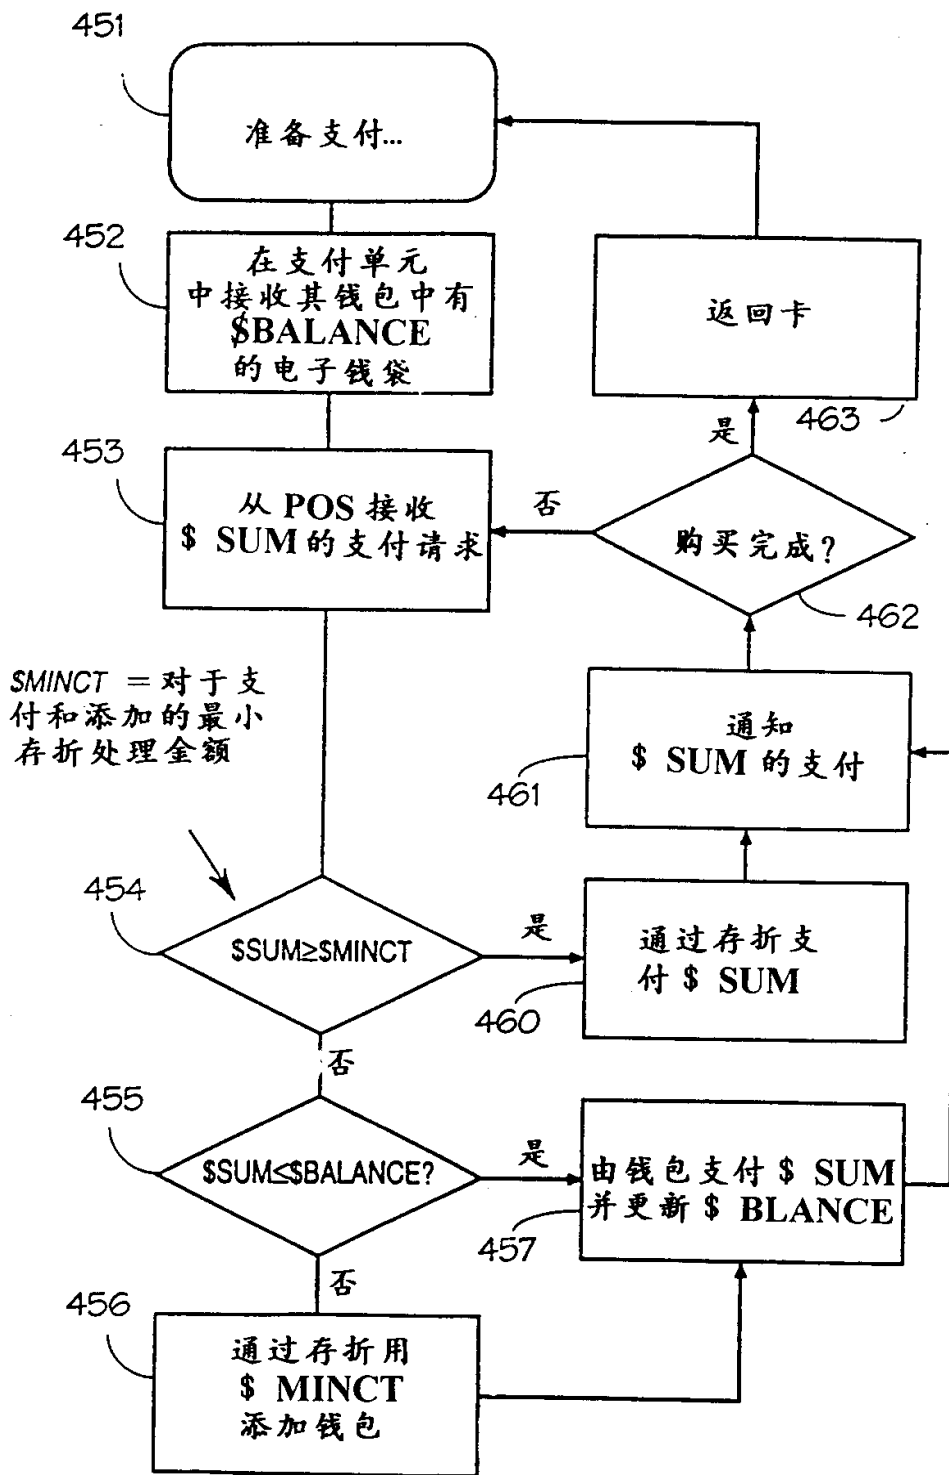 451
准备支付...
452
在支付单元
中接收其钱包中有
$BALANCE
的电子钱袋
返回卡
463
453
从 POS 接收
$ SUM的支付请求
否
是
购买完成?
462
$MINCT = 对于支
付和添加的最小
存折处理金额
通知
$ SUM 的支付
461
454
$SUM≥$MINCT
是
通过存折支
付 $ SUM
460
否
455
$SUM≤$BALANCE?
是
由钱包支付 $ SUM
并更新 $ BLANCE
457
否
456
通过存折用
$ MINCT
添加钱包